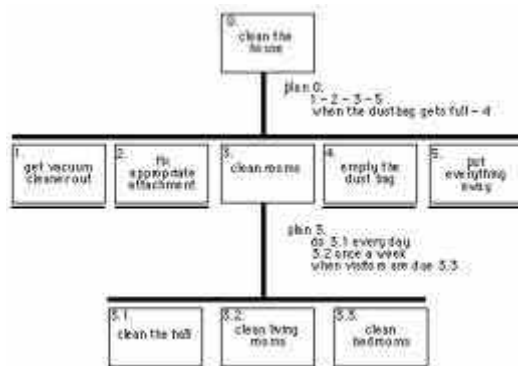 0.
clean the
house
plan 0.
1 - 2 - 3 - 5
when the dust bag gets full - 4
1.
get vacuum
cleaner out
2.
fix
appropriate
attachment
3.
clean rooms
4.
empty the
dust bag
5.
put
everything
away
plan 3.
do 3.1 every day
3.2 once a week
when visitors are due 3.3
3.1
clean the hall
3.2.
clean living
rooms
3.3.
clean
bedrooms